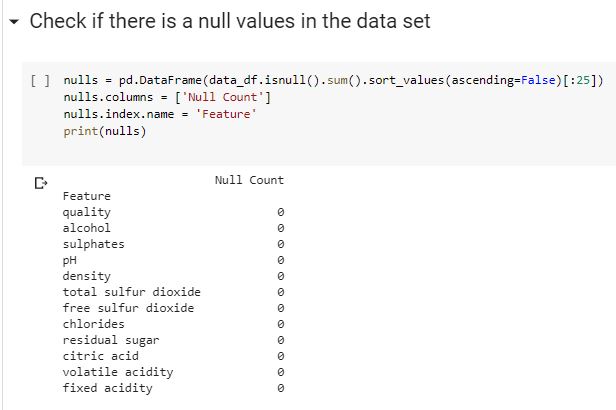 Check if there is a null values in the data set
[ ] nulls = pd.DataFrame(data_df.isnull().sum().sort_values(ascending=False)[:25])
nulls.columns = ['Null Count']
nulls.index.name = 'Feature'
print(nulls)
Null Count
Feature
quality 0
alcohol 0
sulphates 0
pH 0
density 0
total sulfur dioxide 0
free sulfur dioxide 0
chlorides 0
residual sugar 0
citric acid 0
volatile acidity 0
fixed acidity 0